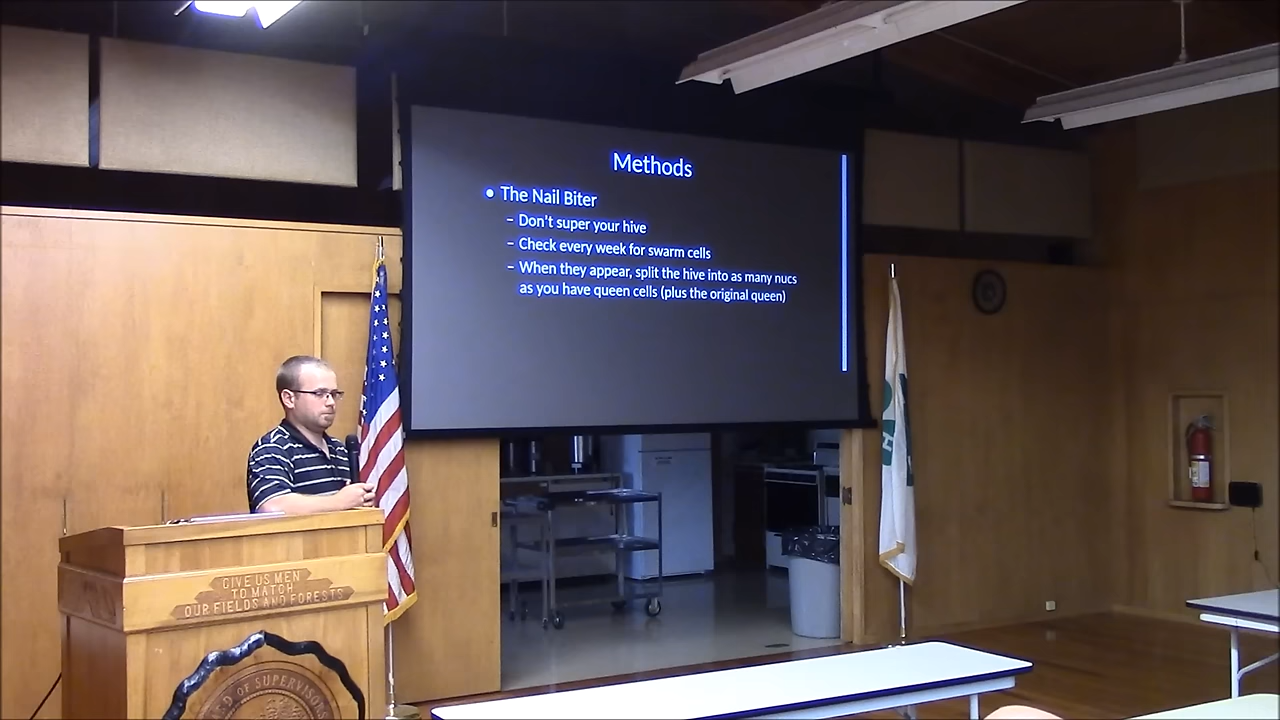 Methods
• The Nail Biter
– Don't super your hive
– Check every week for swarm cells
– When they appear, split the hive into as many nucs
as you have queen cells (plus the original queen)
GIVE US MEN
TO MATCH
OUR FIELDS AND FORESTS
OF SUPERVISORS